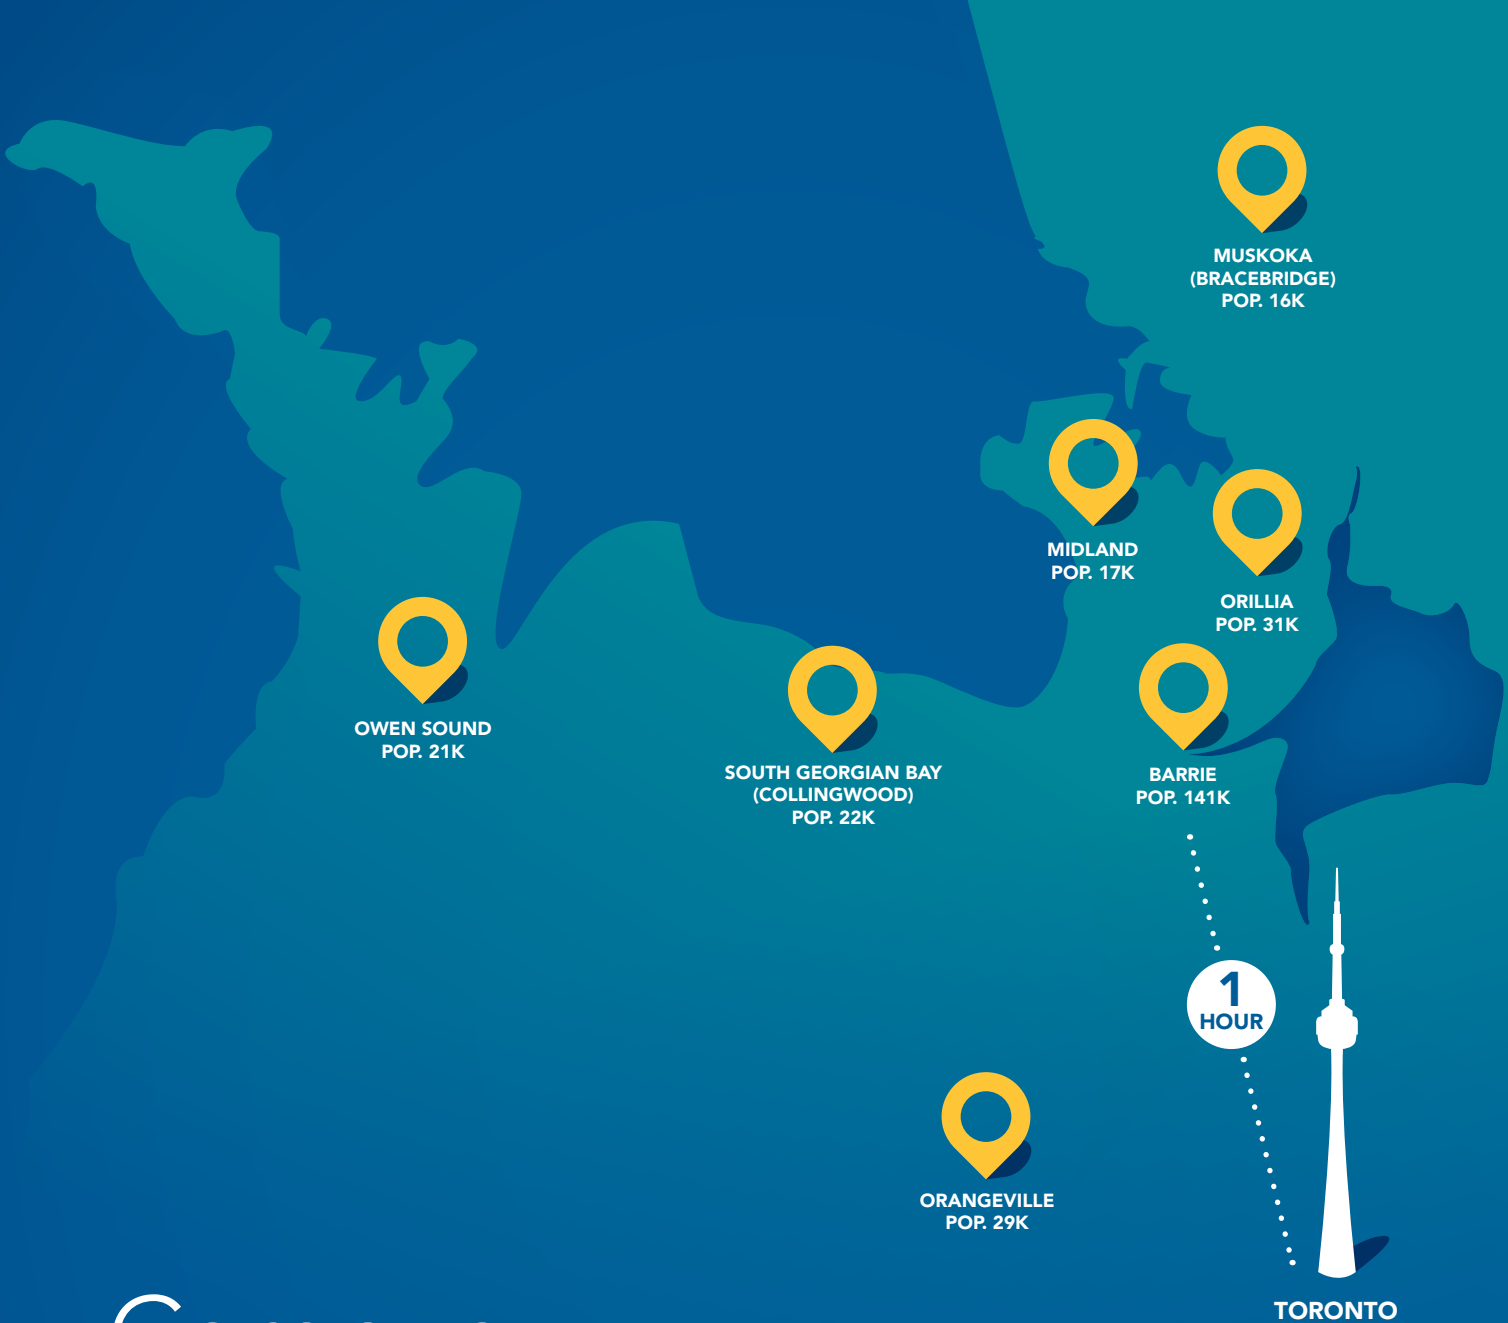 MUSKOKA
(BRACEBRIDGE)
POP. 16K
MIDLAND
POP. 17K
ORILLIA
POP. 31K
OWEN SOUND
POP. 21K
SOUTH GEORGIAN BAY
(COLLINGWOOD)
POP. 22K
BARRIE
POP. 141K
1
HOUR
ORANGEVILLE
POP. 29K
TORONTO